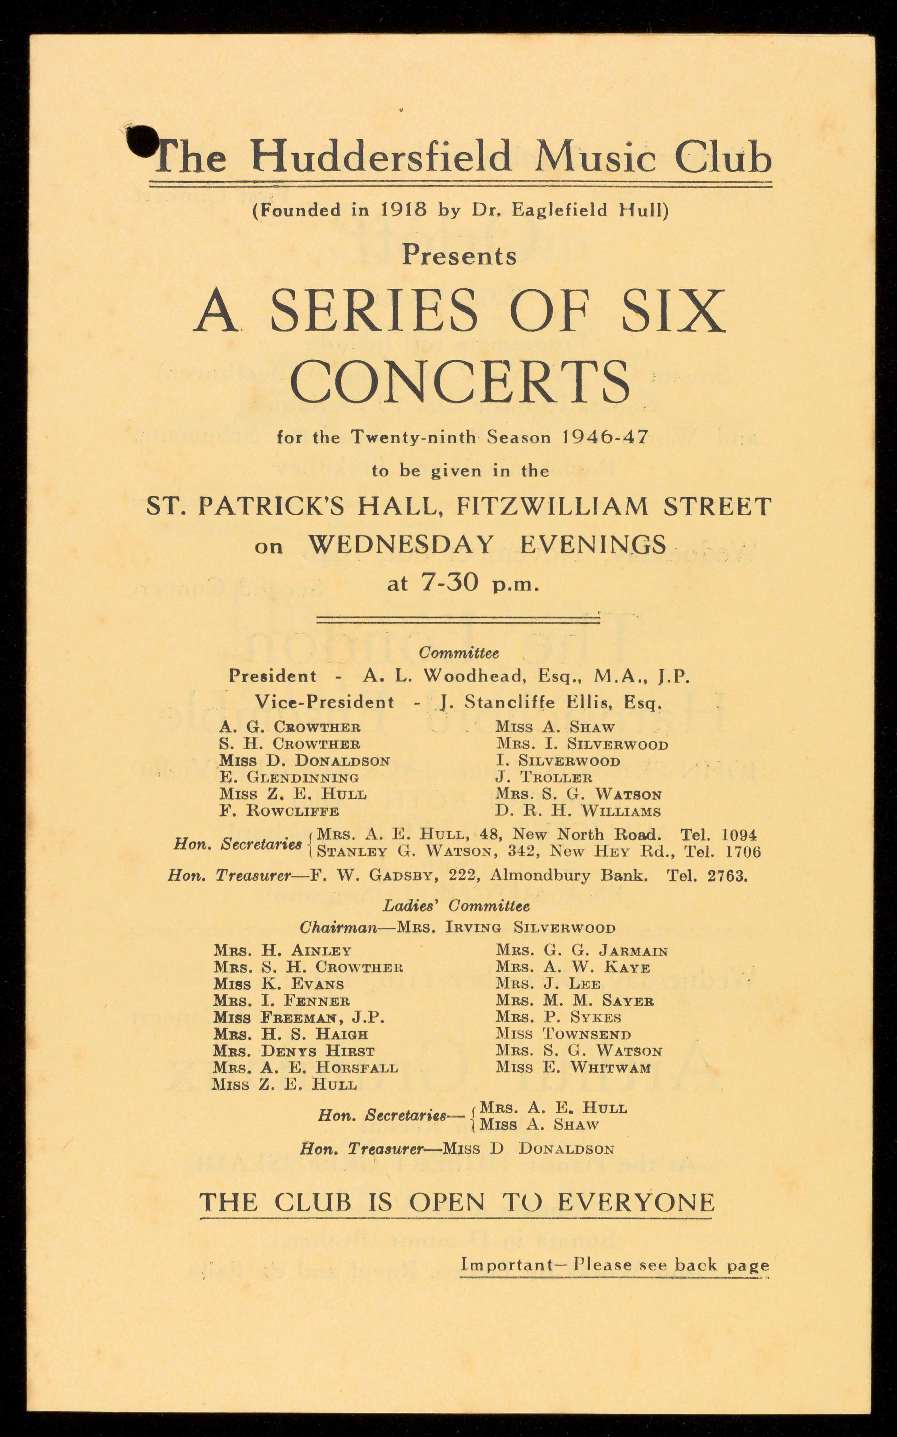 The Huddersfield Music Club
(Founded in 1918 by Dr. Eaglefield Hull)
Presents
A SERIES OF SIX
CONCERTS
for the Twenty-ninth Season 1946-47
to be given in the
ST. PATRICK'S HALL, FITZWILLIAM STREET
on WEDNESDAY EVENINGS
at 7-30 p.m.
Committee
President - A. L. Woodhead, Esq., M.A., J.P.
Vice-President - J. Stancliffe Ellis, Esq.
A. G. CROWTHER
S. H. CROWTHER
MISS D. DONALDSON
E. GLENDINNING
MISS Z. E. HULL
F. ROWCLIFFE
MISS A. SHAW
MRS. I. SILVERWOOD
I. SILVERWOOD
J. TROLLER
MRS. S. G. WATSON
D. R. H. WILLIAMS
Hon. Secretaries { MRS. A. E. HULL, 48, New North Road. Tel. 1094
STANLEY G. WATSON, 342, New HEY Rd., Tel. 1706
Hon. Treasurer—F. W. GADSBY, 222, Almondbury Bank. Tel. 2763.
Ladies' Committee
Chairman—MRS. IRVING SILVERWOOD
MRS. H. AINLEY
MRS. S. H. CROWTHER
MISS K. EVANS
MRS. I. FENNER
MISS FREEMAN, J.P.
MRS. H. S. HAIGH
MRS. DENYS HIRST
MRS. A. E. HORSFALL
MISS Z. E. HULL
MRS. G. G. JARMAIN
MRS. A. W. KAYE
MRS. J. LEE
MRS. M. M. SAYER
MRS. P. SYKES
MISS TOWNSEND
MRS. S. G. WATSON
MISS E. WHITWAM
Hon. Secretaries— { MRS. A. E. HULL
MISS A. SHAW
Hon. Treasurer—MISS D DONALDSON
THE CLUB IS OPEN TO EVERYONE
Important— Please see back page